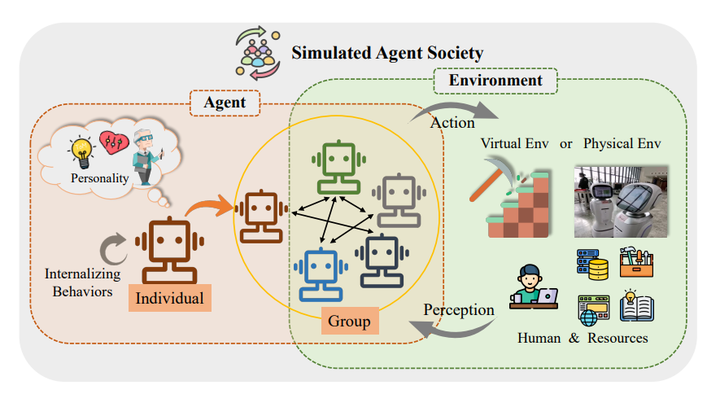 Simulated Agent Society
Environment
Agent
Action
Virtual Env or Physical Env
Personality
Internalizing
Behaviors
Individual
Group
Perception
Human & Resources